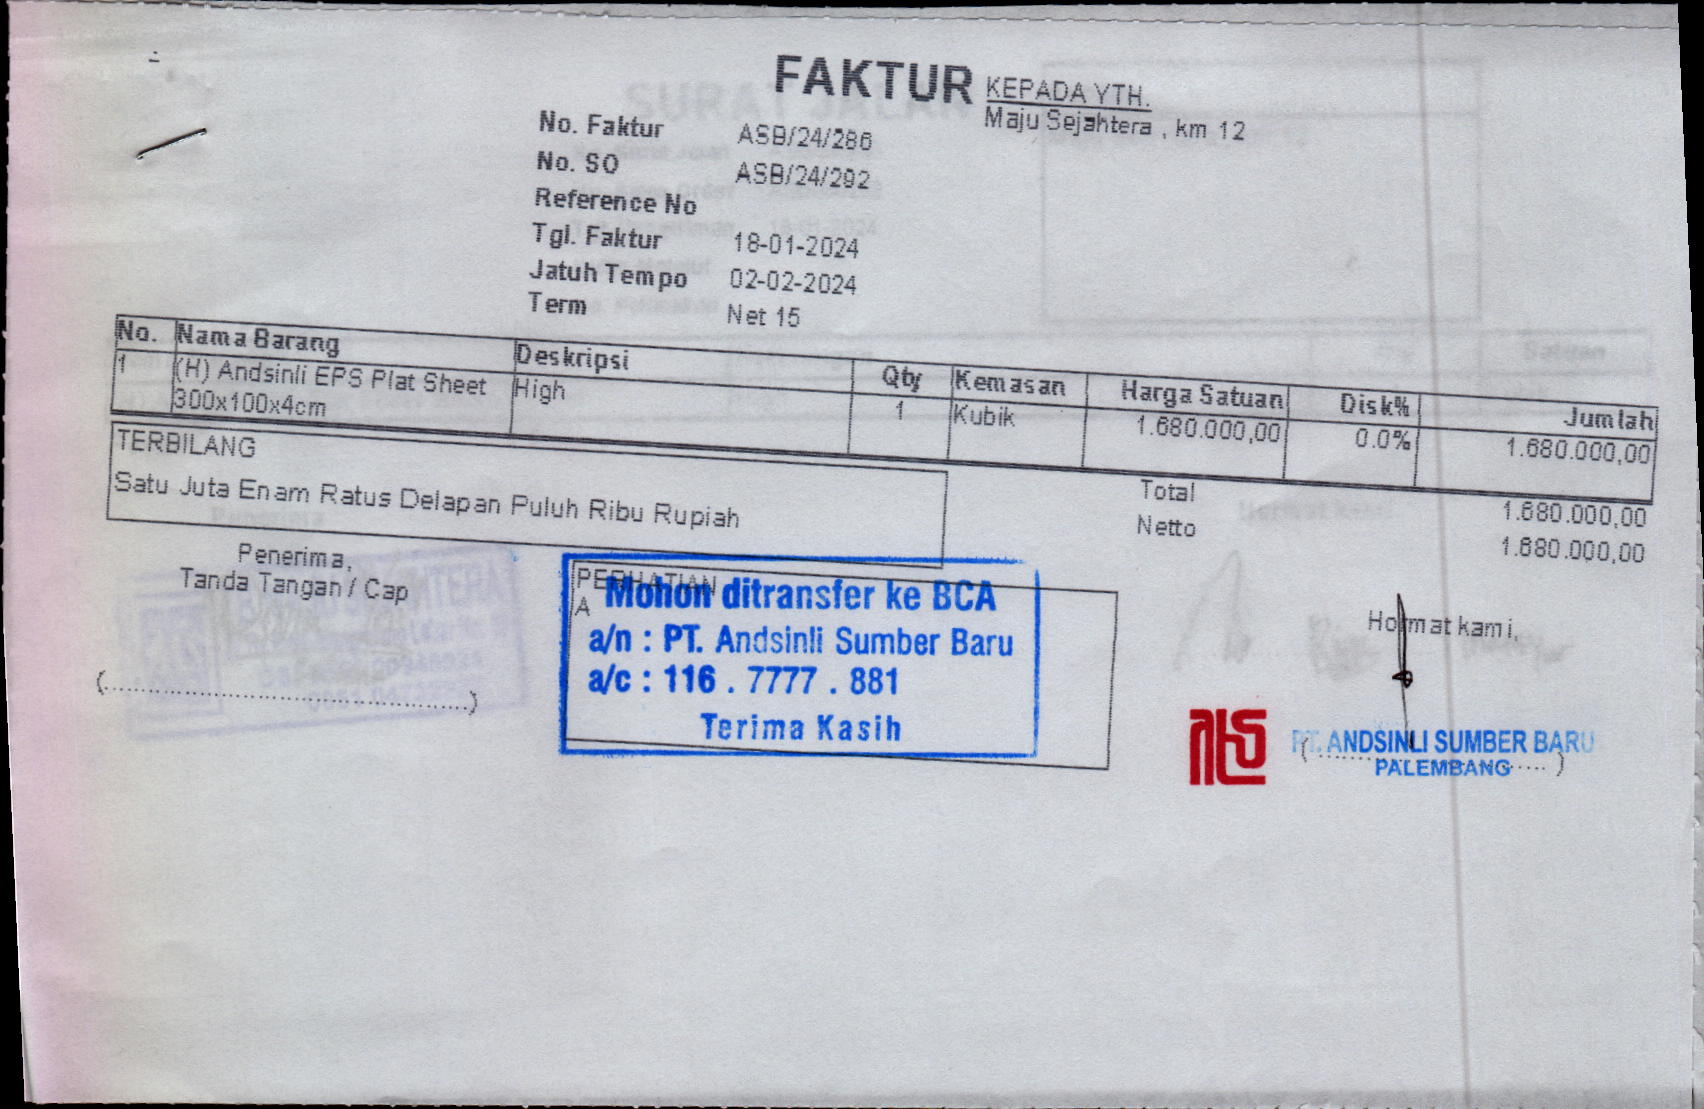 FAKTUR
KEPADA YTH.
Maju Sejahtera , km 12
No. Faktur ASB/24/286
No. SO ASB/24/292
Reference No
Tgl. Faktur 18-01-2024
Jatuh Tempo 02-02-2024
Term Net 15
No. Nama Barang Deskripsi Qty Kemasan Harga Satuan Disk% Jumlah
1 (H) Andsinli EPS Plat Sheet High 1 Kubik 1.680.000,00 0.0% 1.680.000,00
300x100x4cm
TERBILANG
Satu Juta Enam Ratus Delapan Puluh Ribu Rupiah
Total 1.680.000,00
Netto 1.680.000,00
Penerima,
Tanda Tangan / Cap
(..............................................)
PERHATIAN
A
Mohon ditransfer ke BCA
a/n : PT. Andsinli Sumber Baru
a/c : 116 . 7777 . 881
Terima Kasih
Hormat kami,
PT. ANDSINLI SUMBER BARU
PALEMBANG